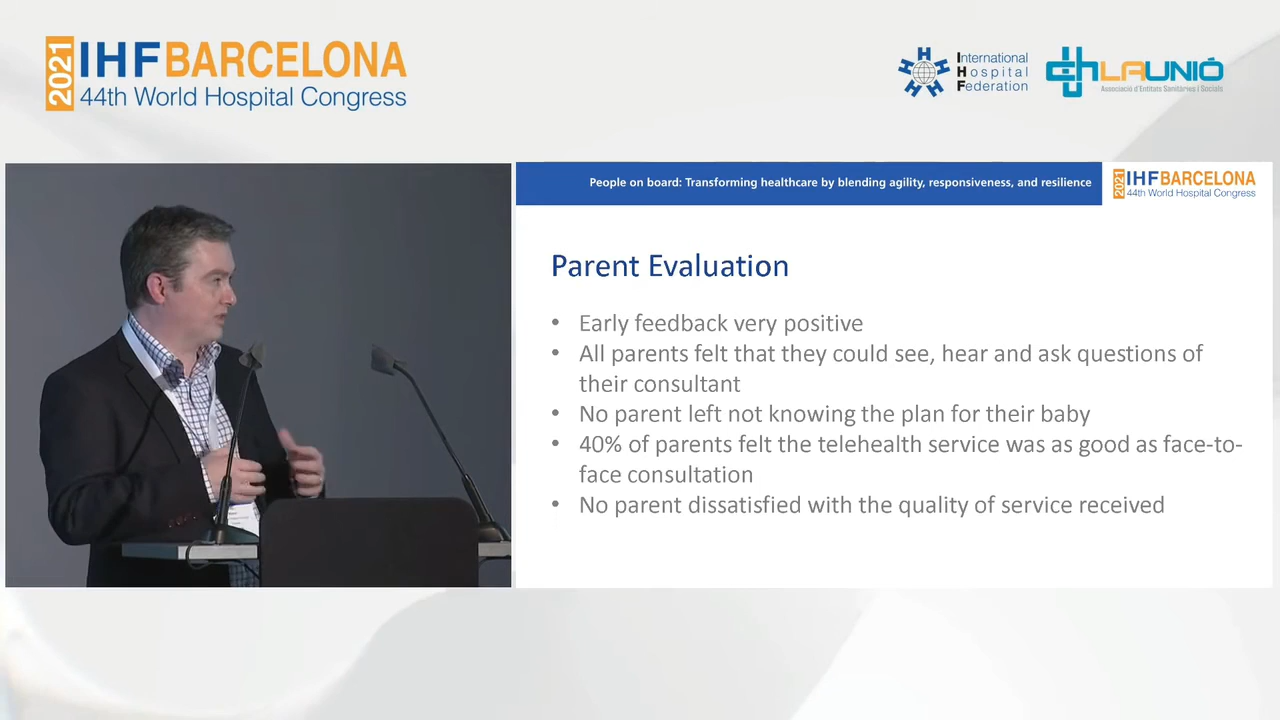 2021 IHF BARCELONA
44th World Hospital Congress
International
Hospital
Federation
LAUNIÓ
Associació d'Entitats Sanitàries i Socials
People on board: Transforming healthcare by blending agility, responsiveness, and resilience
2021 IHF BARCELONA
44th World Hospital Congress
Parent Evaluation
• Early feedback very positive
• All parents felt that they could see, hear and ask questions of
their consultant
• No parent left not knowing the plan for their baby
• 40% of parents felt the telehealth service was as good as face-to-
face consultation
• No parent dissatisfied with the quality of service received